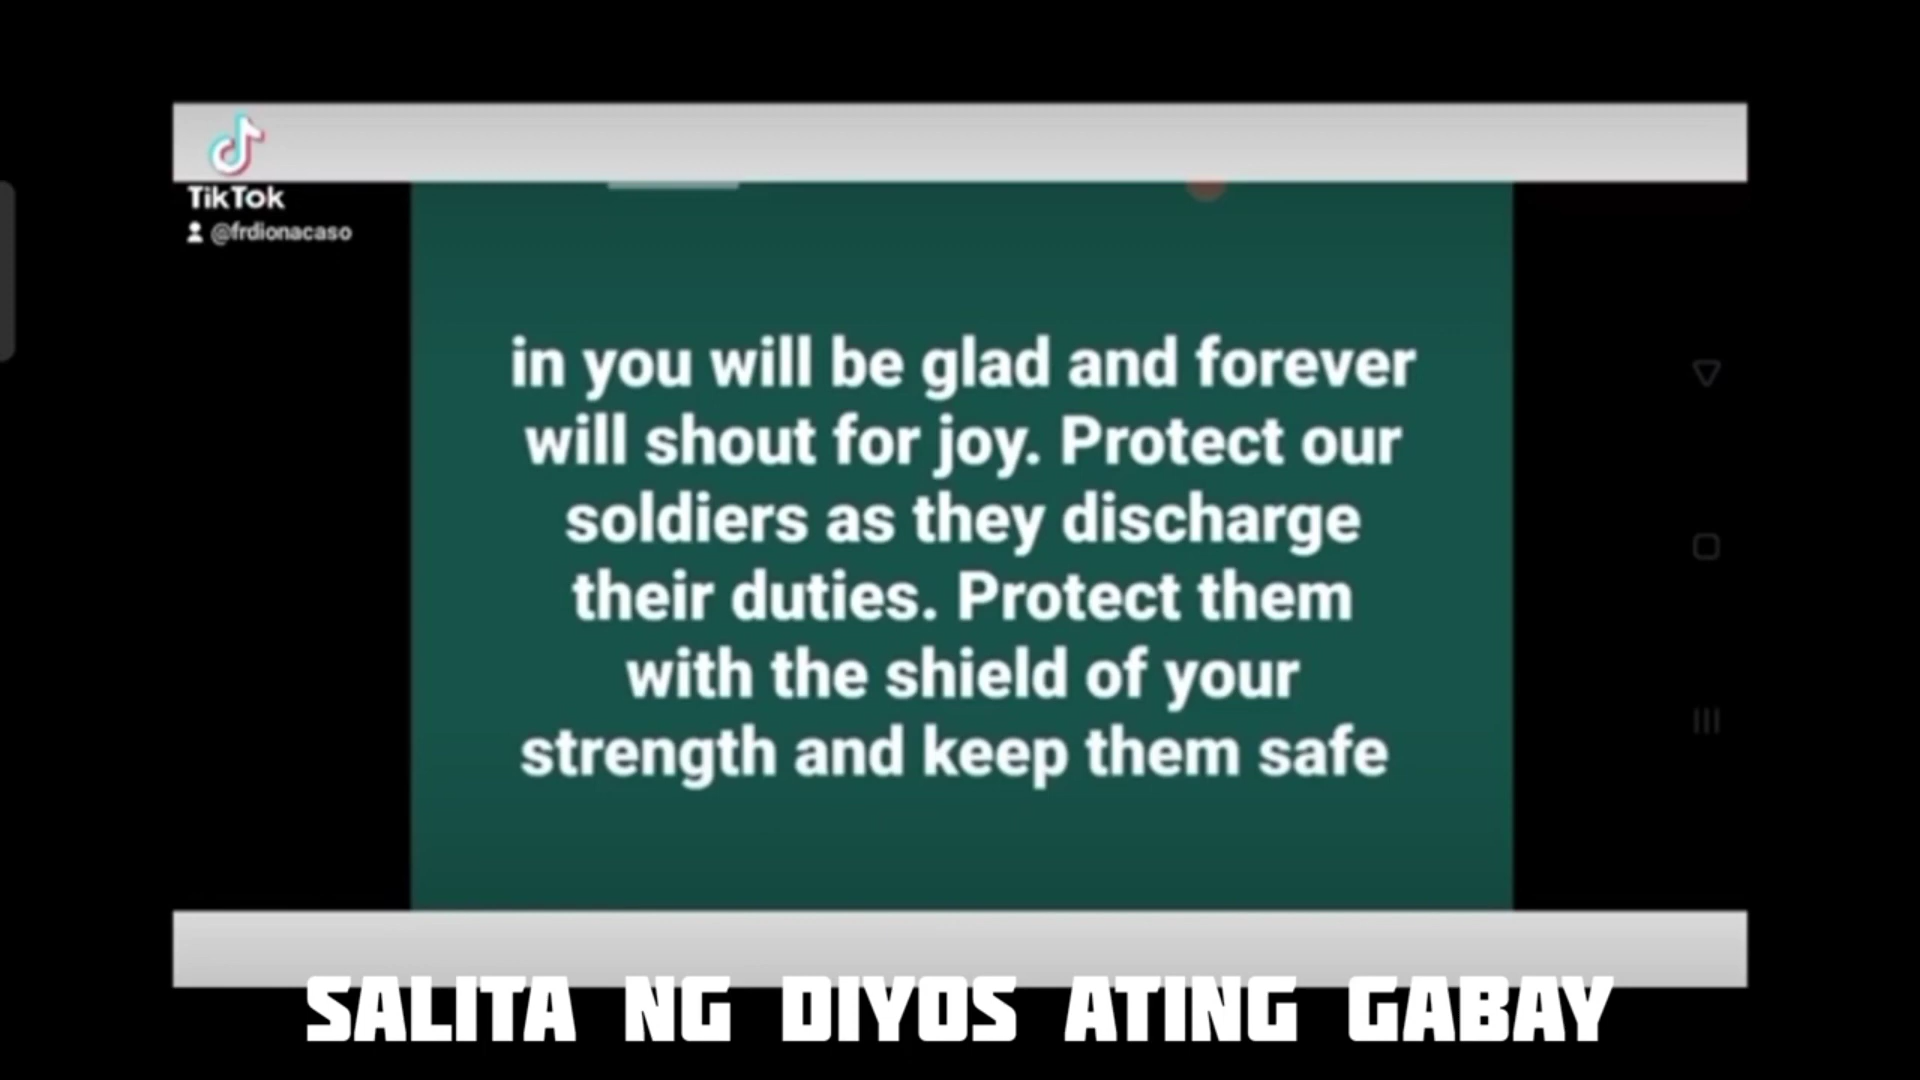 TikTok
@frdionacaso
in you will be glad and forever
will shout for joy. Protect our
soldiers as they discharge
their duties. Protect them
with the shield of your
strength and keep them safe
SALITA NG DIYOS ATING GABAY